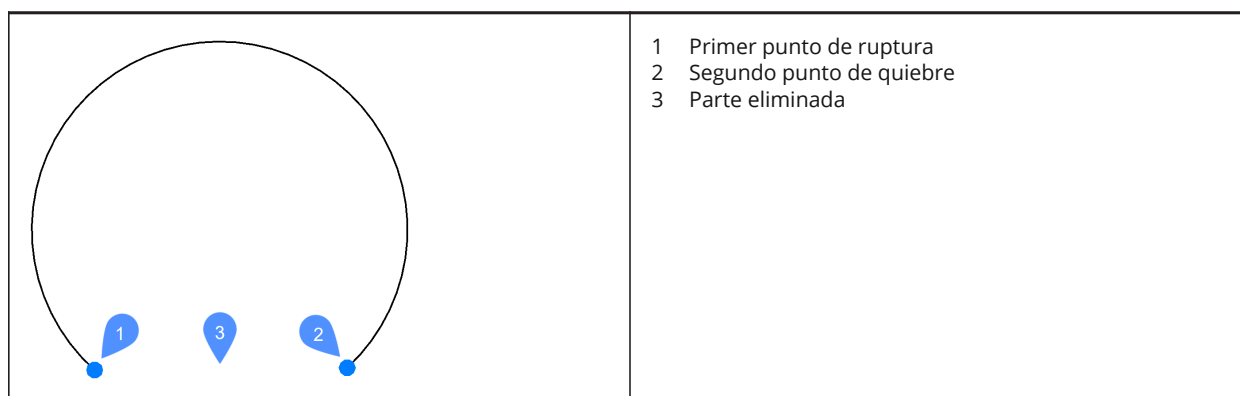 1 Primer punto de ruptura
2 Segundo punto de quiebre
3 Parte eliminada
1
3
2